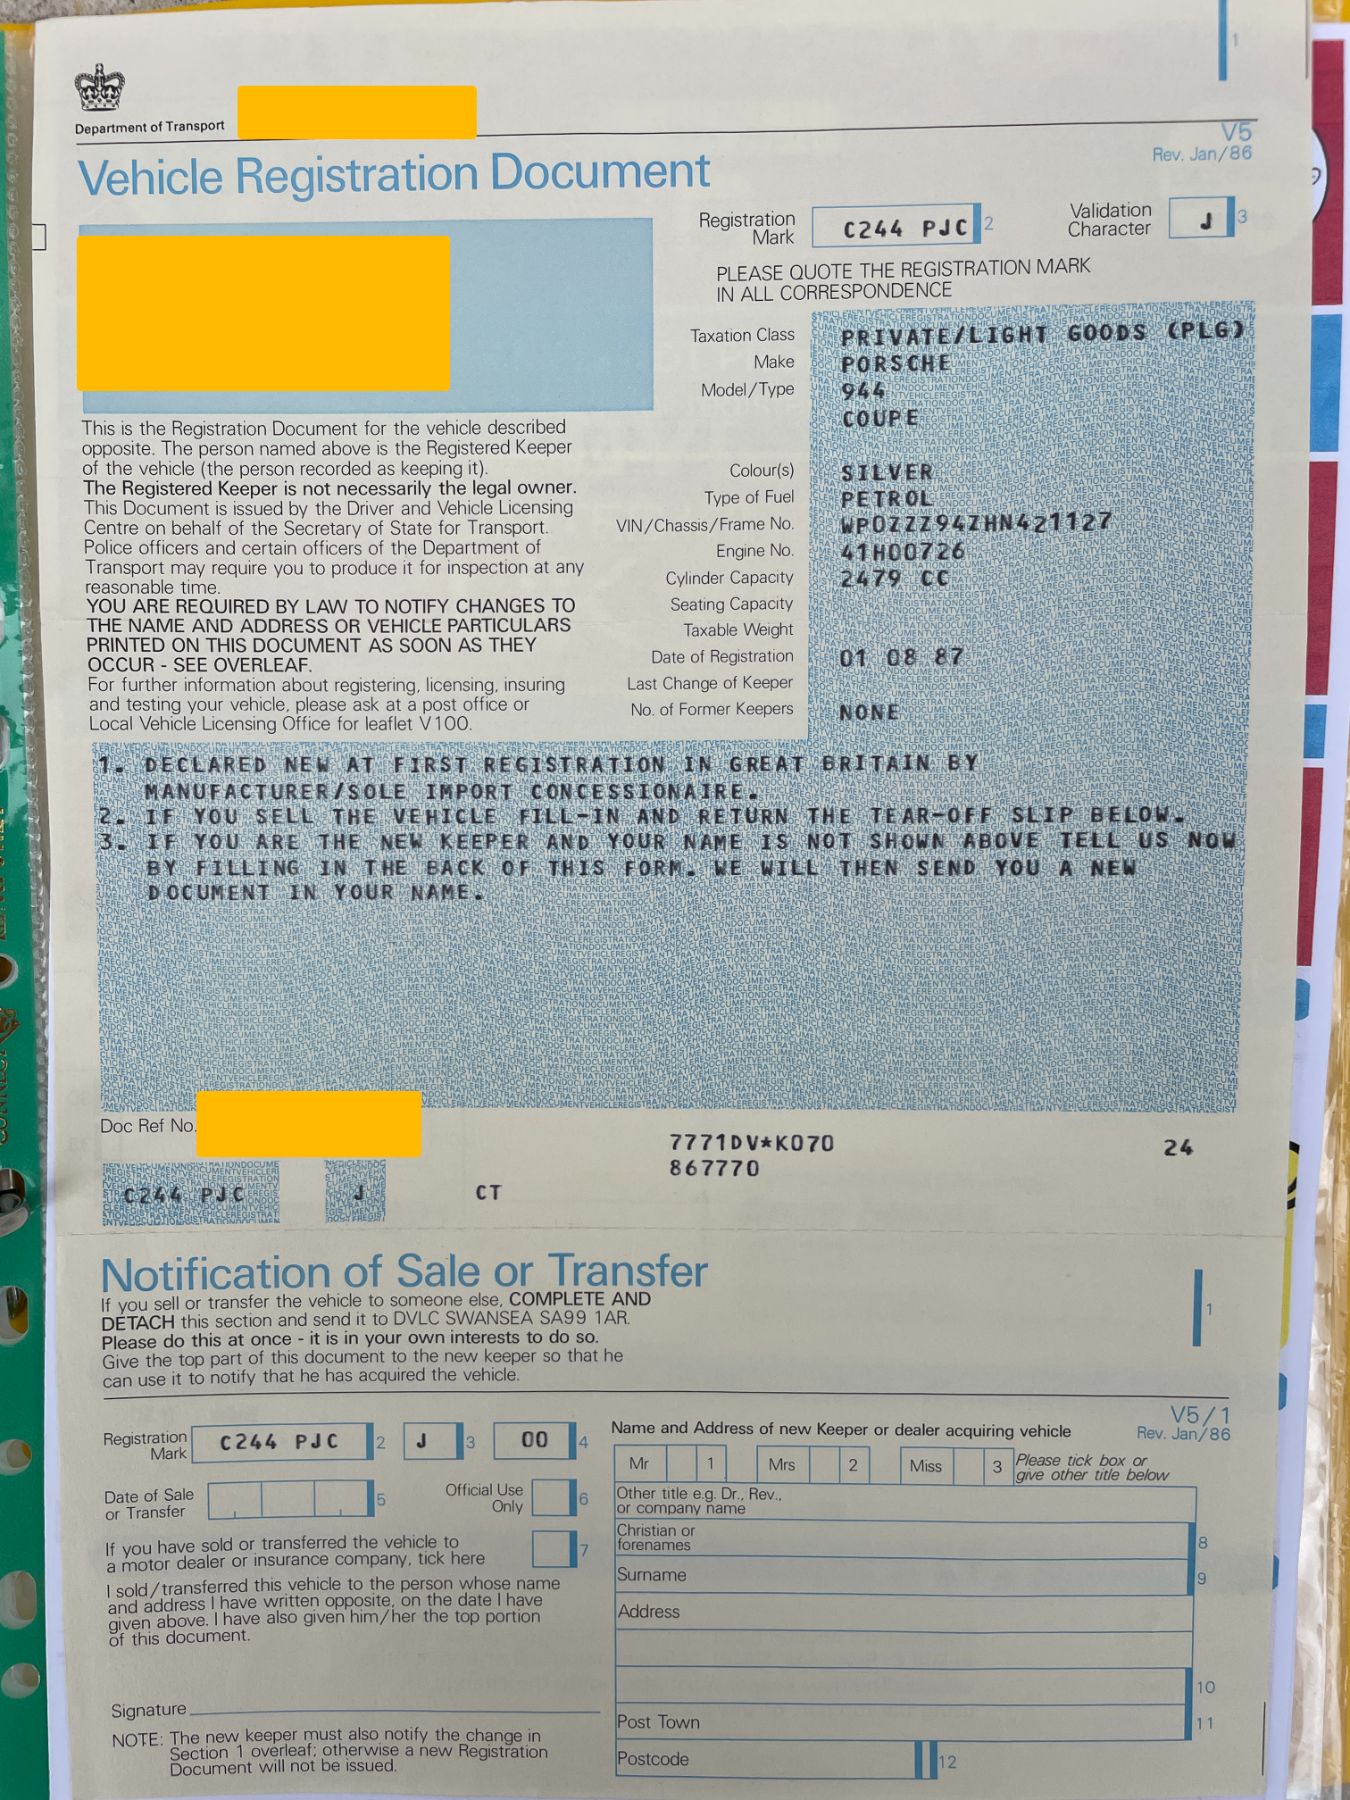 1
Department of Transport
V5
Rev. Jan/86
Vehicle Registration Document
Registration Mark C244 PJC 2
Validation Character J 3
PLEASE QUOTE THE REGISTRATION MARK
IN ALL CORRESPONDENCE
Taxation Class PRIVATE/LIGHT GOODS (PLG)
Make PORSCHE
Model/Type 944
COUPE
Colour(s) SILVER
Type of Fuel PETROL
VIN/Chassis/Frame No. WP0ZZZ94ZHN421127
Engine No. 41H00726
Cylinder Capacity 2479 CC
Seating Capacity
Taxable Weight
Date of Registration 01 08 87
Last Change of Keeper
No. of Former Keepers NONE
This is the Registration Document for the vehicle described
opposite. The person named above is the Registered Keeper
of the vehicle (the person recorded as keeping it).
The Registered Keeper is not necessarily the legal owner.
This Document is issued by the Driver and Vehicle Licensing
Centre on behalf of the Secretary of State for Transport.
Police officers and certain officers of the Department of
Transport may require you to produce it for inspection at any
reasonable time.
YOU ARE REQUIRED BY LAW TO NOTIFY CHANGES TO
THE NAME AND ADDRESS OR VEHICLE PARTICULARS
PRINTED ON THIS DOCUMENT AS SOON AS THEY
OCCUR - SEE OVERLEAF.
For further information about registering, licensing, insuring
and testing your vehicle, please ask at a post office or
Local Vehicle Licensing Office for leaflet V100.
1. DECLARED NEW AT FIRST REGISTRATION IN GREAT BRITAIN BY
MANUFACTURER/SOLE IMPORT CONCESSIONAIRE.
2. IF YOU SELL THE VEHICLE FILL-IN AND RETURN THE TEAR-OFF SLIP BELOW.
3. IF YOU ARE THE NEW KEEPER AND YOUR NAME IS NOT SHOWN ABOVE TELL US NOW
BY FILLING IN THE BACK OF THIS FORM. WE WILL THEN SEND YOU A NEW
DOCUMENT IN YOUR NAME.
Doc Ref No.
7771DV*K070 24
867770
C244 PJC J CT
Notification of Sale or Transfer
If you sell or transfer the vehicle to someone else, COMPLETE AND
DETACH this section and send it to DVLC SWANSEA SA99 1AR.
Please do this at once - it is in your own interests to do so.
Give the top part of this document to the new keeper so that he
can use it to notify that he has acquired the vehicle.
1
V5/1
Rev. Jan/86
Registration Mark C244 PJC 2 J 3 00 4
Date of Sale or Transfer 5
Official Use Only 6
If you have sold or transferred the vehicle to
a motor dealer or insurance company, tick here 7
I sold/transferred this vehicle to the person whose name
and address I have written opposite, on the date I have
given above. I have also given him/her the top portion
of this document.
Signature
NOTE: The new keeper must also notify the change in
Section 1 overleaf; otherwise a new Registration
Document will not be issued.
Name and Address of new Keeper or dealer acquiring vehicle
Mr 1 Mrs 2 Miss 3 Please tick box or
give other title below
Other title e.g. Dr., Rev.,
or company name
Christian or
forenames 8
Surname 9
Address
10
Post Town 11
Postcode 12